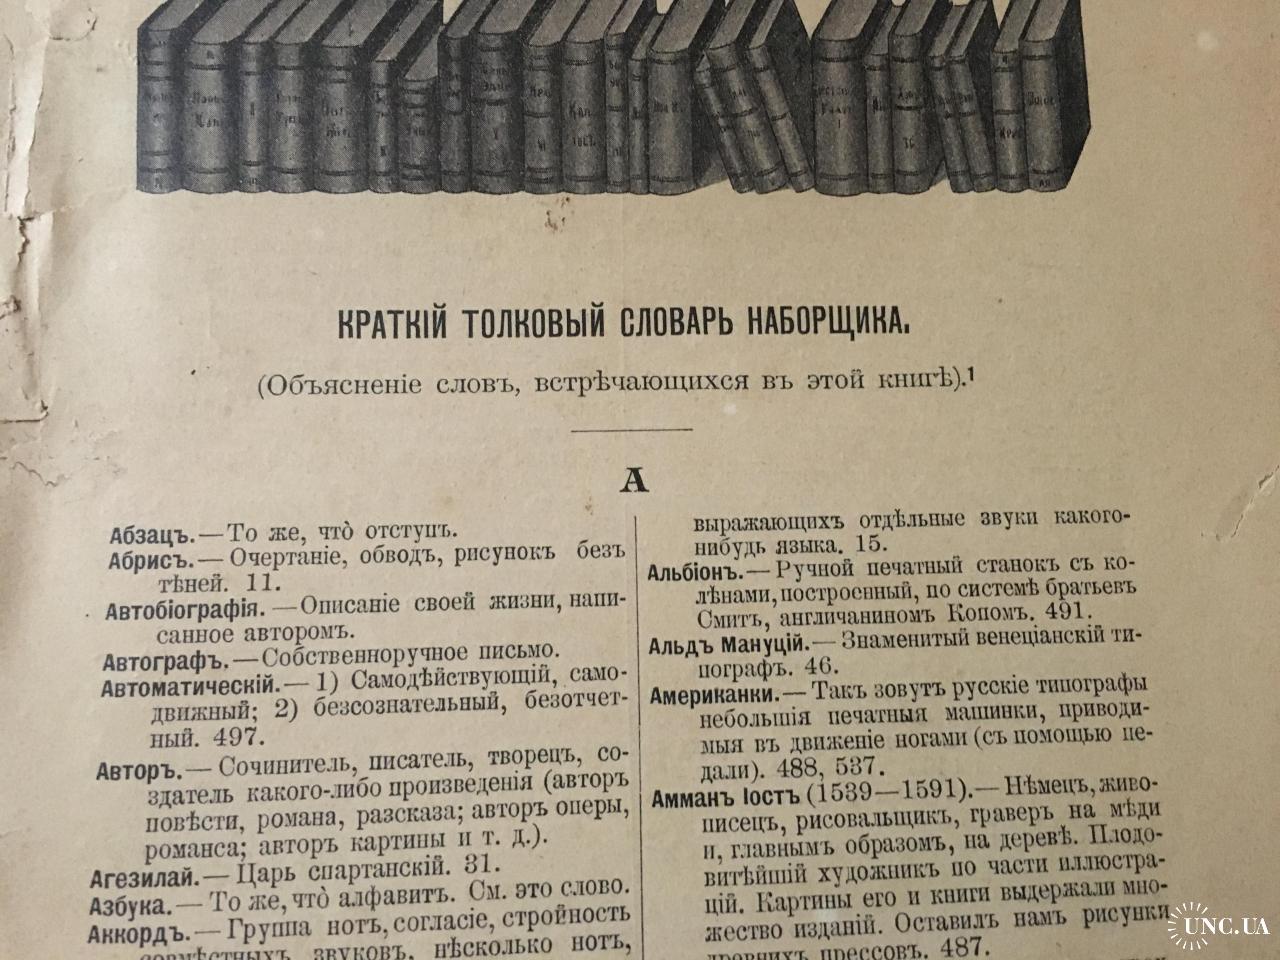 КРАТКІЙ ТОЛКОВЫЙ СЛОВАРЬ НАБОРЩИКА.
(Объясненіе словъ, встрѣчающихся въ этой книгѣ).¹
А
Абзацъ.—То же, что̀ отступъ.
Абрисъ.— Очертаніе, обводъ, рисунокъ безъ
тѣней. 11.
Автобіографія. —Описаніе своей жизни, напи-
санное авторомъ.
Автографъ.—Собственноручное письмо.
Автоматическій.— 1) Самодѣйствующій, само-
движный; 2) безсознательный, безотчет-
ный. 497.
Авторъ.— Сочинитель, писатель, творецъ, со-
здатель какого-либо произведенія (авторъ
повѣсти, романа, разсказа; авторъ оперы,
романса; авторъ картины и т. д.).
Агезилай.— Царь спартанскій. 31.
Азбука.— То же, что̀ алфавитъ. См. это слово.
Аккордъ.— Группа нотъ, согласіе, стройность
совмѣстныхъ звуковъ, нѣсколько нотъ,
выражающихъ отдѣльные звуки какого-
нибудь языка. 15.
Альбіонъ.— Ручной печатный станокъ съ ко-
лѣнами, построенный, по системѣ братьевъ
Смитъ, англичаниномъ Копомъ. 491.
Альдъ Мануцій.— Знаменитый венеціанскій ти-
пографъ. 46.
Американки.— Такъ зовутъ русскіе типографы
небольшія печатныя машинки, приводи-
мыя въ движеніе ногами (съ помощью пе-
дали). 488, 537.
Амманъ Іостъ (1539—1591).— Нѣмецъ, живо-
писецъ, рисовальщикъ, граверъ на мѣди
и, главнымъ образомъ, на деревѣ. Плодо-
витѣйшій художникъ по части иллюстра-
цій. Картины его и книги выдержали мно-
жество изданій. Оставилъ намъ рисунки
древнихъ прессовъ. 487.
UNC.UA